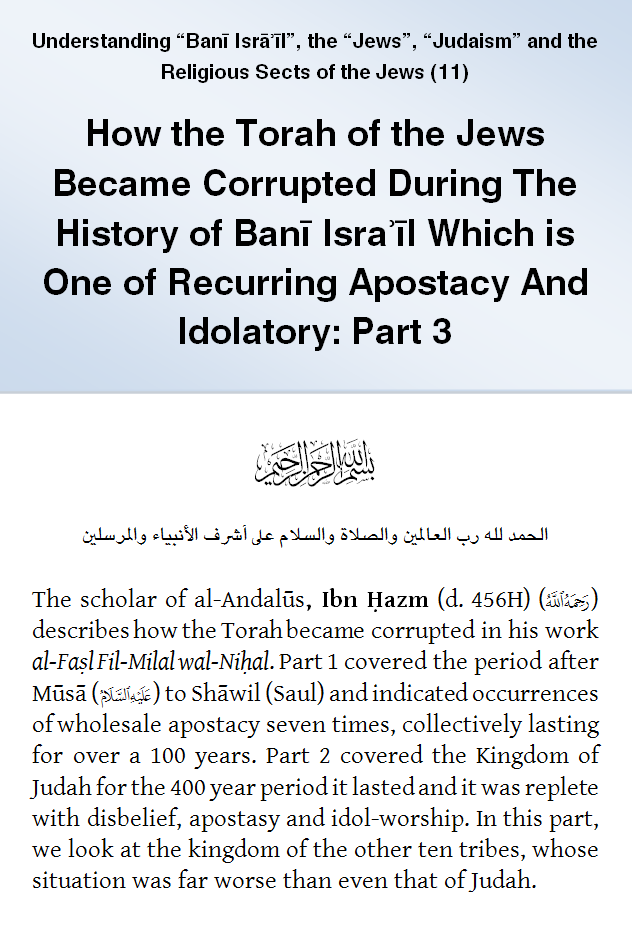 Understanding “Banī Isrāʾīl”, the “Jews”, “Judaism” and the
Religious Sects of the Jews (11)
How the Torah of the Jews
Became Corrupted During The
History of Banī Israʾīl Which is
One of Recurring Apostacy And
Idolatory: Part 3
بسم الله الرحمن الرحيم
الحمد لله رب العالمين والصلاة والسلام على أشرف الأنبياء والمرسلين
The scholar of al-Andalūs, Ibn Ḥazm (d. 456H) (رَحِمَهُ ٱللَّهُ)
describes how the Torah became corrupted in his work
al-Faṣl Fil-Milal wal-Niḥal. Part 1 covered the period after
Mūsā (عَلَيْهِ ٱلسَّلَامُ) to Shāwil (Saul) and indicated occurrences
of wholesale apostacy seven times, collectively lasting
for over a 100 years. Part 2 covered the Kingdom of
Judah for the 400 year period it lasted and it was replete
with disbelief, apostasy and idol-worship. In this part,
we look at the kingdom of the other ten tribes, whose
situation was far worse than even that of Judah.